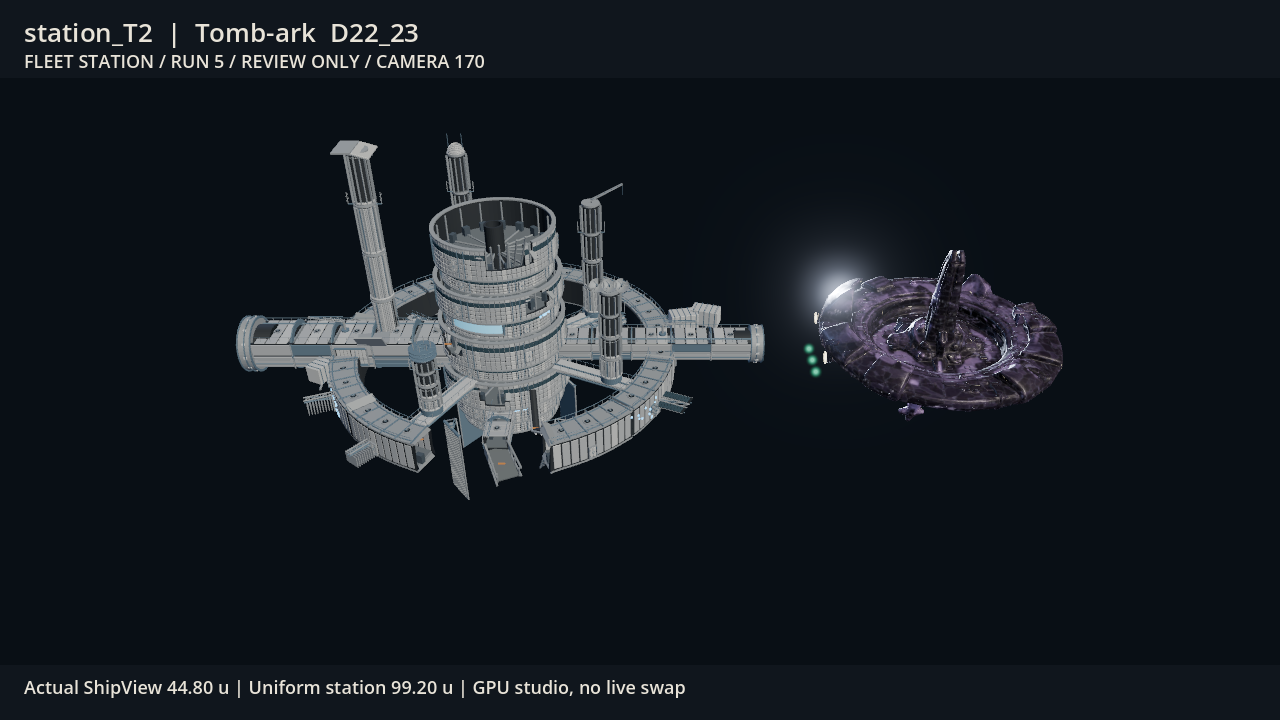 station_T2 | Tomb-ark D22_23
FLEET STATION / RUN 5 / REVIEW ONLY / CAMERA 170
Actual ShipView 44.80 u | Uniform station 99.20 u | GPU studio, no live swap